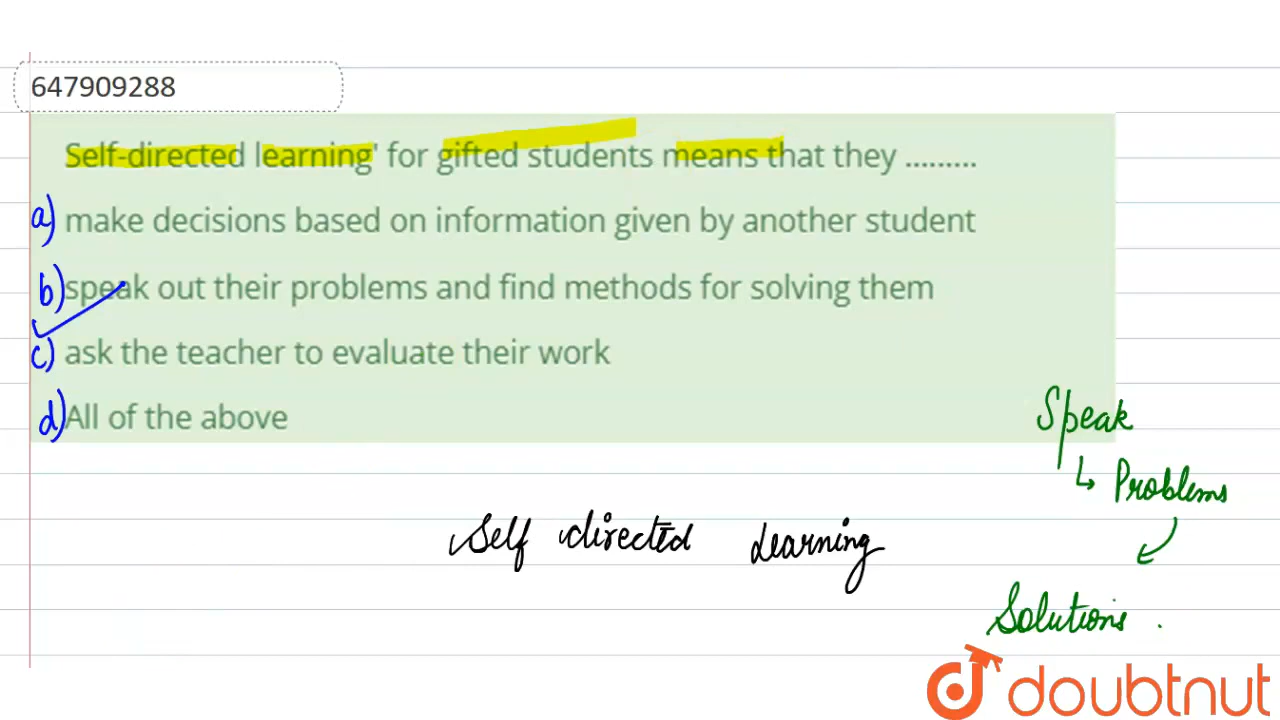 647909288
Self-directed learning' for gifted students means that they .........
a) make decisions based on information given by another student
b) speak out their problems and find methods for solving them
c) ask the teacher to evaluate their work
d) All of the above
Speak
↳ Problems
Self directed Learning
Solutions .
doubtnut